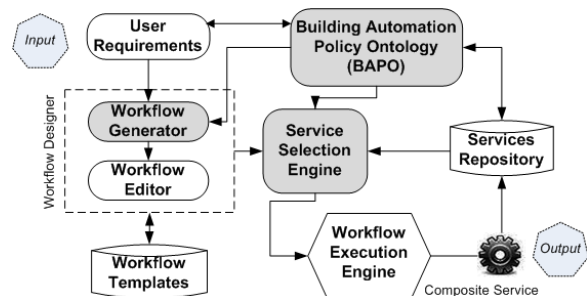 Input
User
Requirements
Building Automation
Policy Ontology
(BAPO)
Workflow Designer
Workflow
Generator
Workflow
Editor
Service
Selection
Engine
Services
Repository
Workflow
Templates
Workflow
Execution
Engine
Composite Service
Output